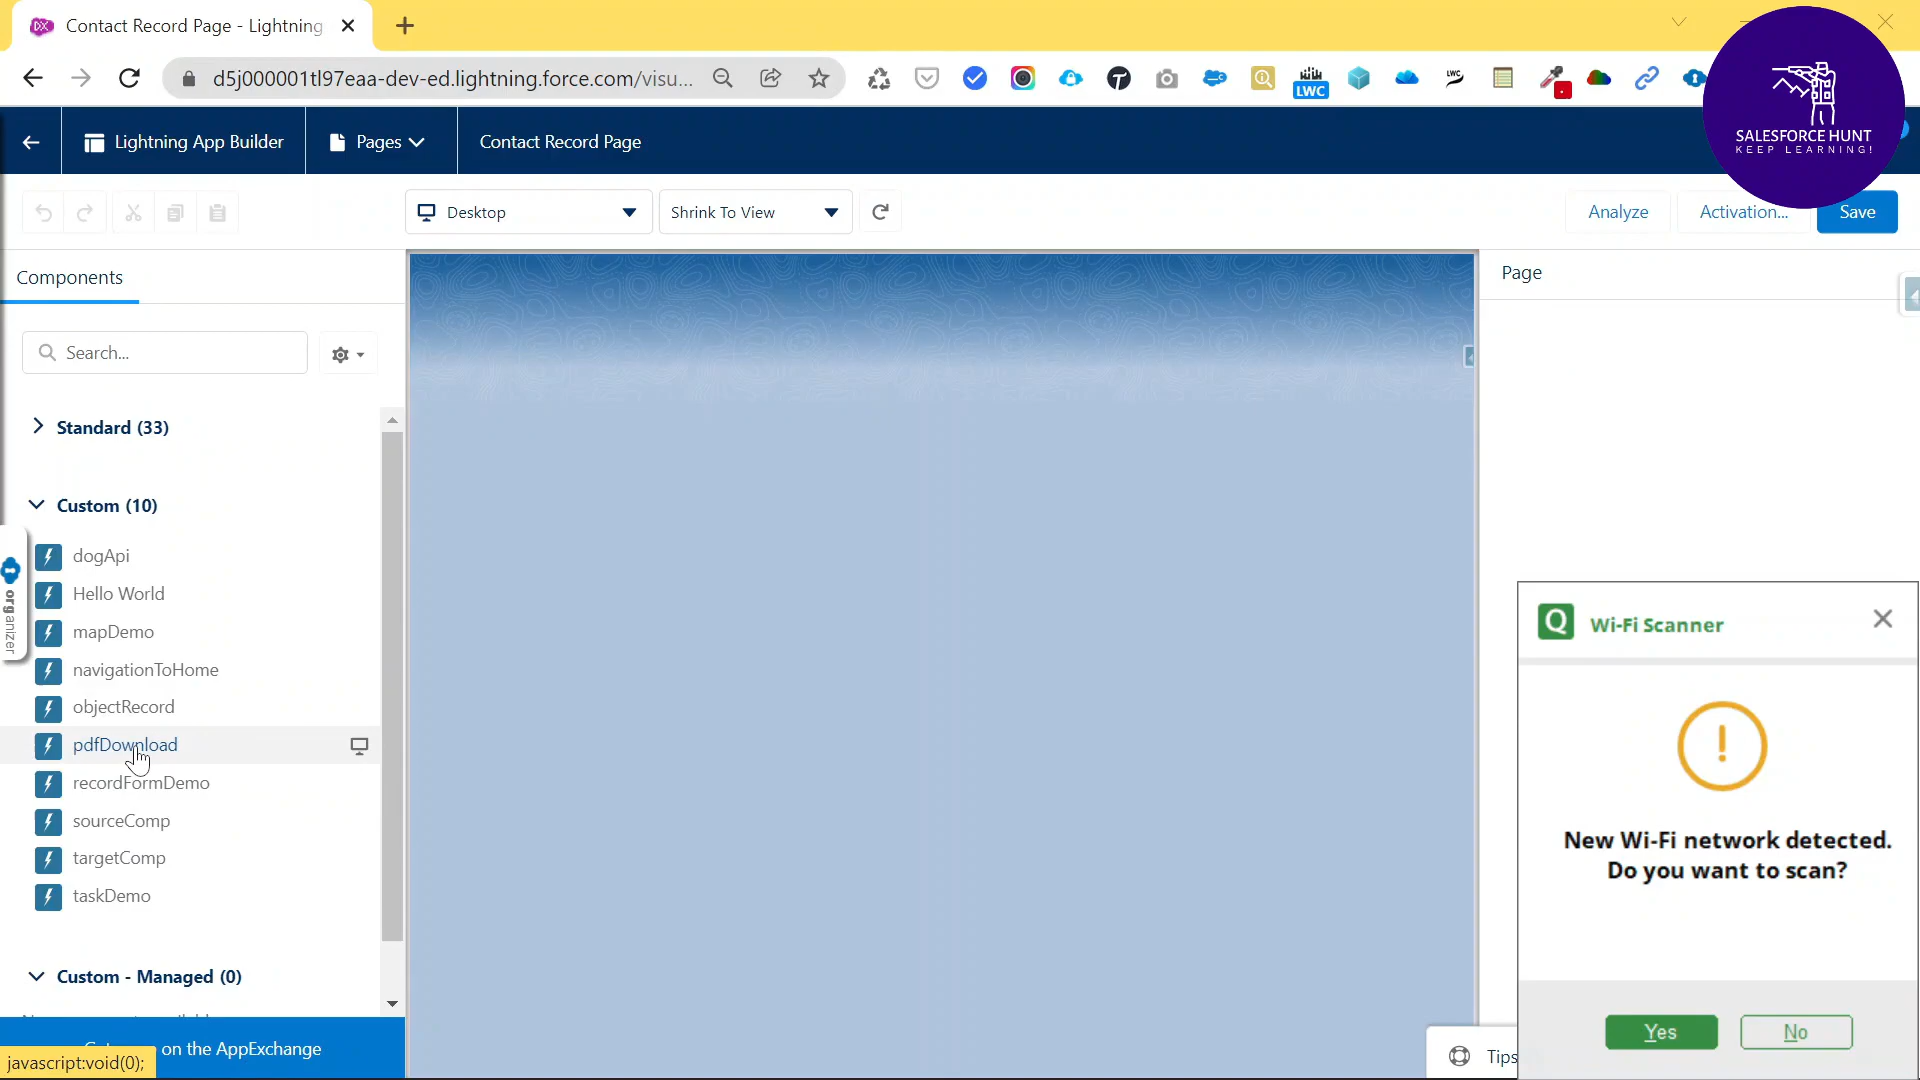 Contact Record Page - Lightning
d5j000001tl97eaa-dev-ed.lightning.force.com/visu...
LWC
LWC
SALESFORCE HUNT
KEEP LEARNING!
Lightning App Builder
Pages
Contact Record Page
Desktop
Shrink To View
Analyze
Activation...
Save
Components
Page
Search...
Standard (33)
Custom (10)
dogApi
Hello World
mapDemo
navigationToHome
objectRecord
pdfDownload
recordFormDemo
sourceComp
targetComp
taskDemo
organizer
Custom - Managed (0)
on the AppExchange
javascript:void(0);
Wi-Fi Scanner
New Wi-Fi network detected.
Do you want to scan?
Yes
No
Tips